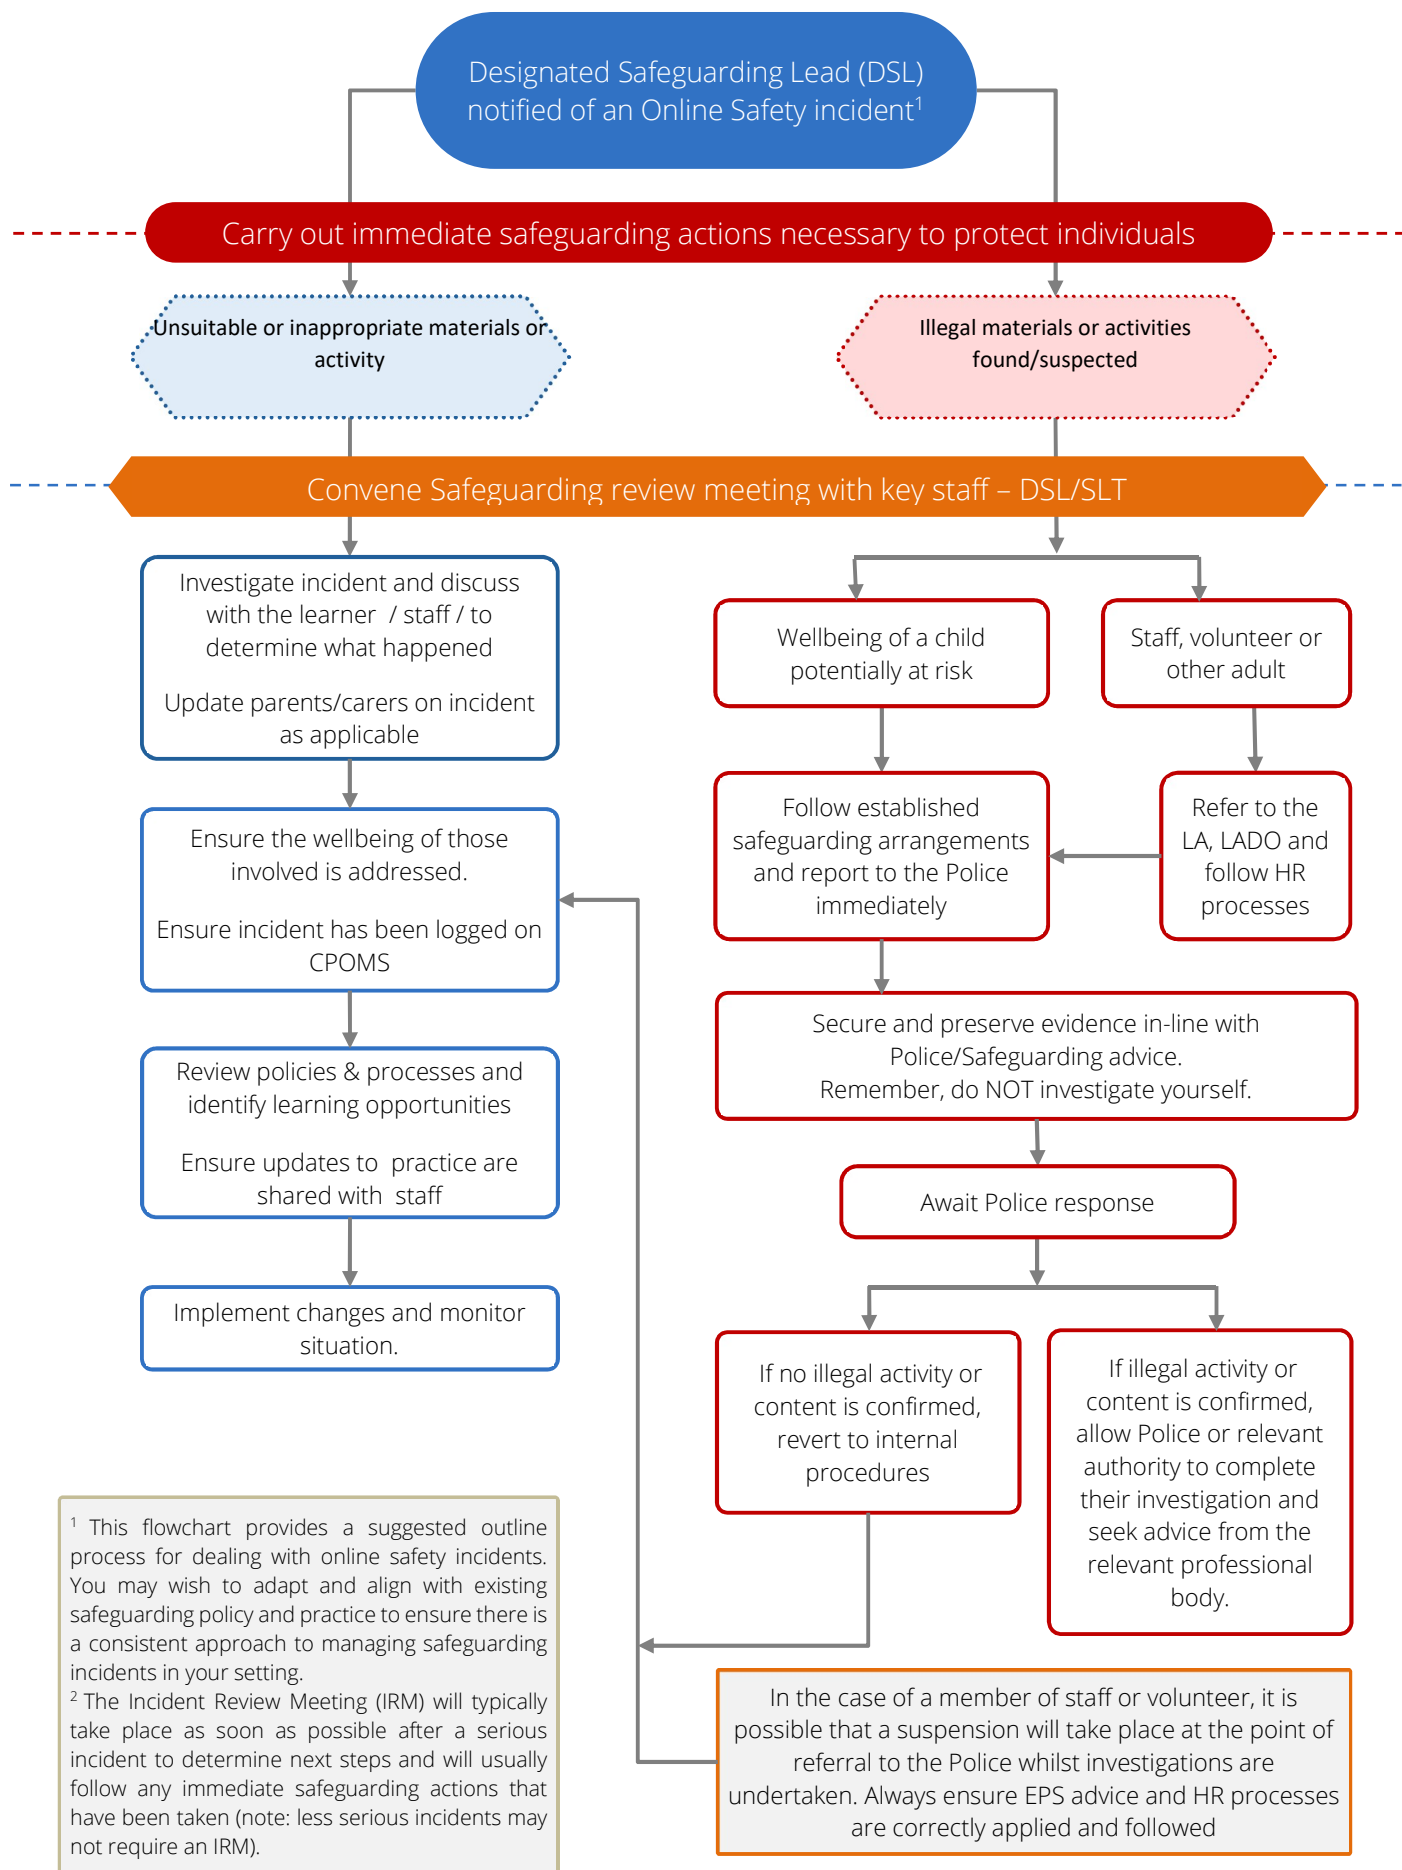 Designated Safeguarding Lead (DSL)
notified of an Online Safety incident1
Carry out immediate safeguarding actions necessary to protect individuals
Unsuitable or inappropriate materials or
activity
Illegal materials or activities
found/suspected
Convene Safeguarding review meeting with key staff – DSL/SLT
Investigate incident and discuss
with the learner / staff / to
determine what happened
Update parents/carers on incident
as applicable
Ensure the wellbeing of those
involved is addressed.
Ensure incident has been logged on
CPOMS
Review policies & processes and
identify learning opportunities
Ensure updates to practice are
shared with staff
Implement changes and monitor
situation.
Wellbeing of a child
potentially at risk
Staff, volunteer or
other adult
Follow established
safeguarding arrangements
and report to the Police
immediately
Refer to the
LA, LADO and
follow HR
processes
Secure and preserve evidence in-line with
Police/Safeguarding advice.
Remember, do NOT investigate yourself.
Await Police response
If no illegal activity or
content is confirmed,
revert to internal
procedures
If illegal activity or
content is confirmed,
allow Police or relevant
authority to complete
their investigation and
seek advice from the
relevant professional
body.
1 This flowchart provides a suggested outline
process for dealing with online safety incidents.
You may wish to adapt and align with existing
safeguarding policy and practice to ensure there is
a consistent approach to managing safeguarding
incidents in your setting.
2 The Incident Review Meeting (IRM) will typically
take place as soon as possible after a serious
incident to determine next steps and will usually
follow any immediate safeguarding actions that
have been taken (note: less serious incidents may
not require an IRM).
In the case of a member of staff or volunteer, it is
possible that a suspension will take place at the point of
referral to the Police whilst investigations are
undertaken. Always ensure EPS advice and HR processes
are correctly applied and followed